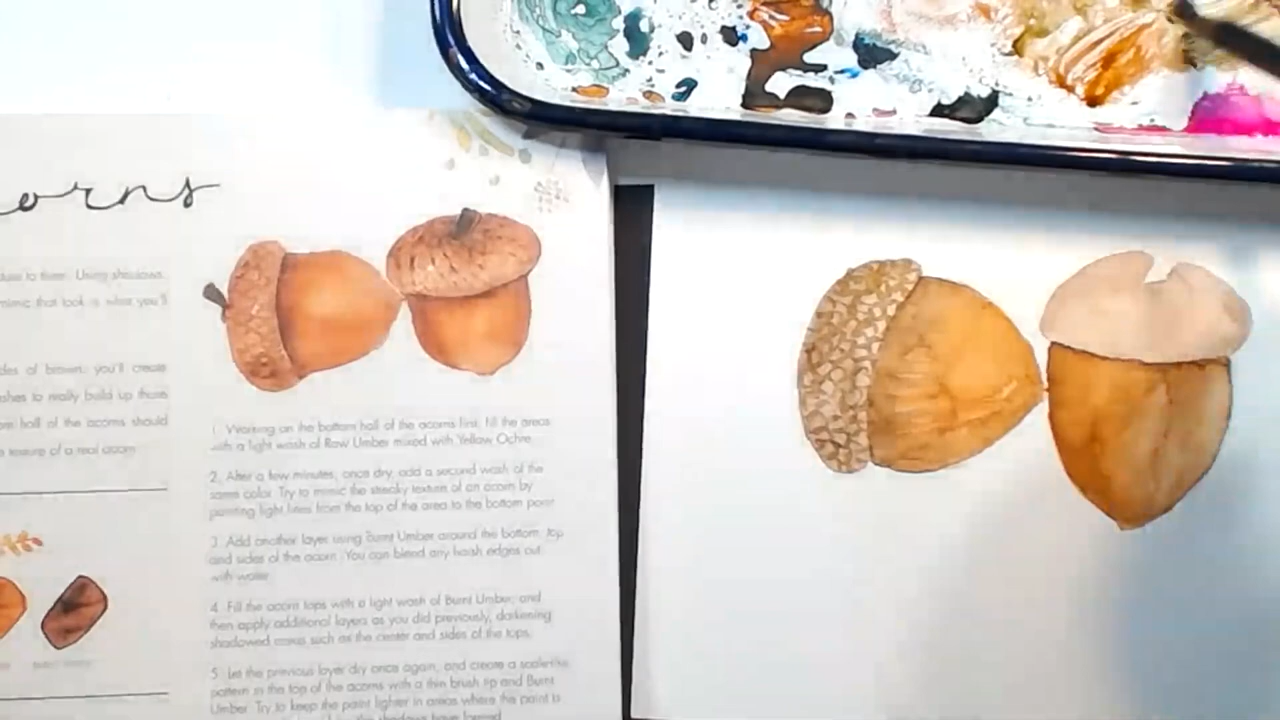 orns
to them. Using shadows,
mimic that look is what you'll
des of brown, you'll create
to really build up those
half of the acorns should
texture of a real acorn.
1. Working on the bottom half of the acorns first, fill the areas
with a light wash of Raw Umber mixed with Yellow Ochre.
2. After a few minutes, once dry, add a second wash of the
same color. Try to mimic the streaky texture of an acorn by
painting light lines from the top of the area to the bottom point.
3. Add another layer using Burnt Umber around the bottom, top
and sides of the acorn. You can blend any harsh edges out
with water.
4. Fill the acorn tops with a light wash of Burnt Umber, and
then apply additional layers as you did previously, darkening
shadowed areas such as the center and sides of the tops.
5. Let the previous layer dry once again, and create a scale-like
pattern in the top of the acorns with a thin brush tip and Burnt
Umber. Try to keep the paint lighter in areas where the paint is
the shadows have formed